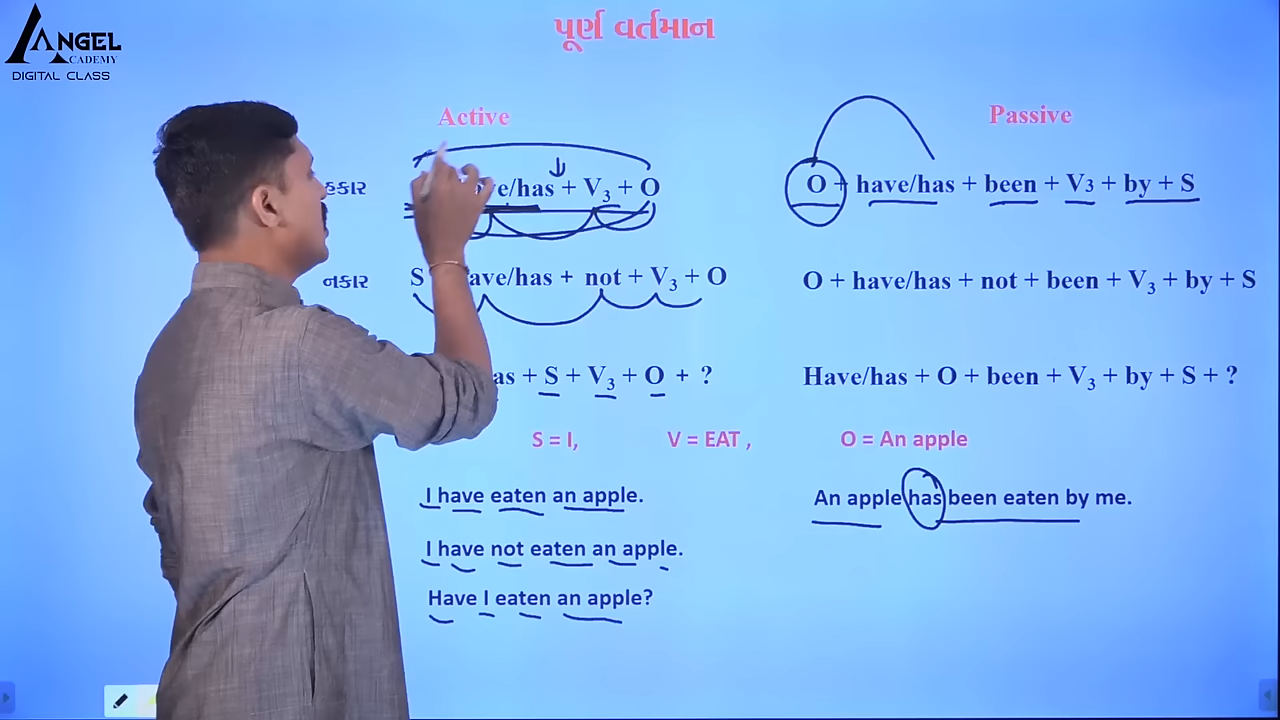 ANGEL
ACADEMY
DIGITAL CLASS
પૂર્ણ વર્તમાન
Active
Passive
હકાર
ve/has + V3 + O
O + have/has + been + V3 + by + S
નકાર
S ave/has + not + V3 + O
O + have/has + not + been + V3 + by + S
as + S + V3 + O + ?
Have/has + O + been + V3 + by + S + ?
S = I, V = EAT , O = An apple
I have eaten an apple.
An apple has been eaten by me.
I have not eaten an apple.
Have I eaten an apple?